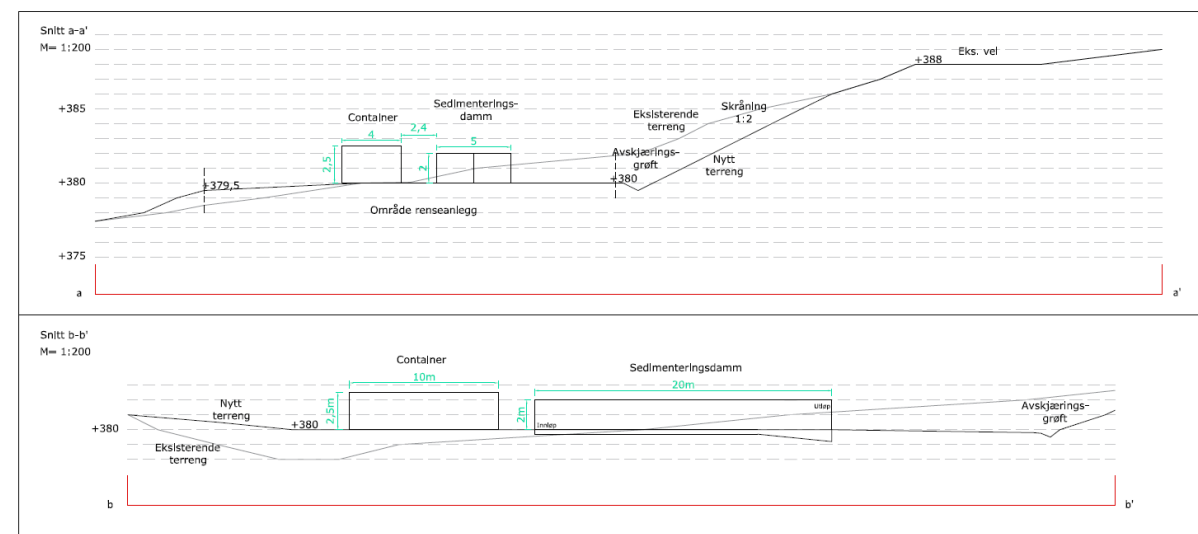 Snitt a-a'
M= 1:200
Eks. vei
+388
+385
Sedimenterings-
damm
Container
Skråning
1:2
Eksisterende
terreng
2,4
4
5
2,5
2
Avskjærings-
grøft
Nytt
terreng
+380
+380
+379,5
Område renseanlegg
+375
a
a'
Snitt b-b'
M= 1:200
Container
Sedimenteringsdamm
10m
20m
Nytt
terreng
2,5m
2m
Utløp
Avskjærings-
grøft
+380
+380
Innløp
Eksisterende
terreng
b
b'